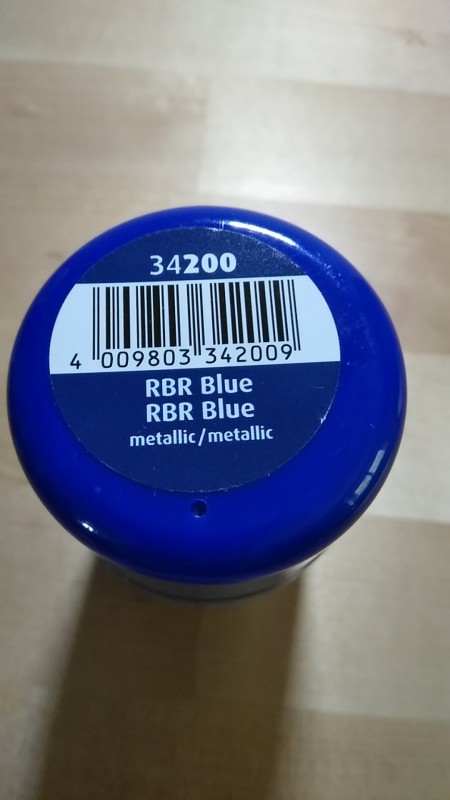 34200
4 009803 342009
RBR Blue
RBR Blue
metallic/metallic